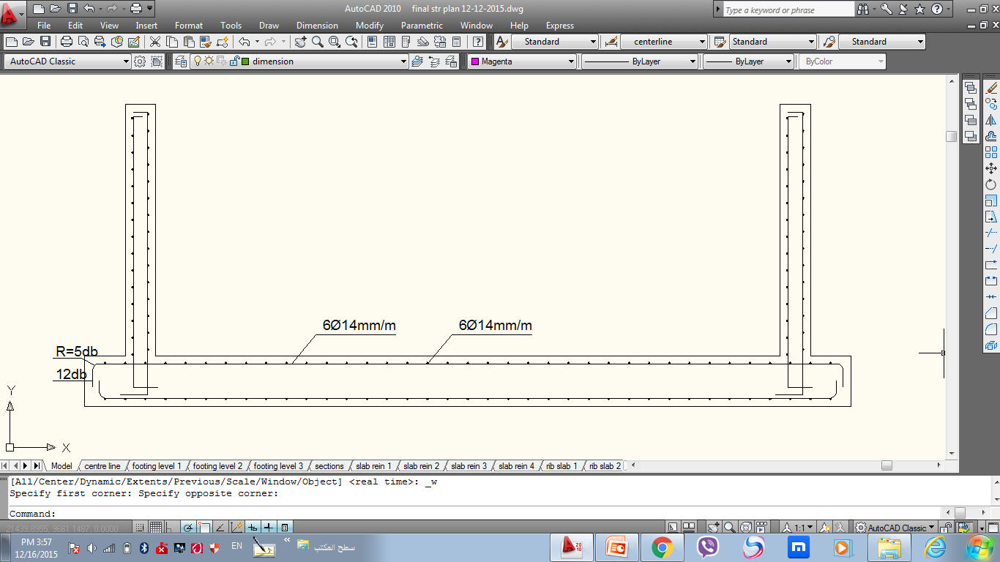 AutoCAD 2010 final str plan 12-12-2015.dwg
Type a keyword or phrase
File Edit View Insert Format Tools Draw Dimension Modify Parametric Window Help Express
Standard centerline Standard Standard
AutoCAD Classic dimension Magenta ByLayer ByLayer ByColor
6Ø14mm/m 6Ø14mm/m
R=5db
12db
Y
X
Model centre line footing level 1 footing level 2 footing level 3 sections slab rein 1 slab rein 2 slab rein 3 slab rein 4 rib slab 1 rib slab 2
[All/Center/Dynamic/Extents/Previous/Scale/Window/Object] <real time>: _w
Specify first corner: Specify opposite corner:
Command:
21439.8955, 9661.1487, 0.0000 1:1 AutoCAD Classic
PM 3:57
12/16/2015
EN
سطح المكتب